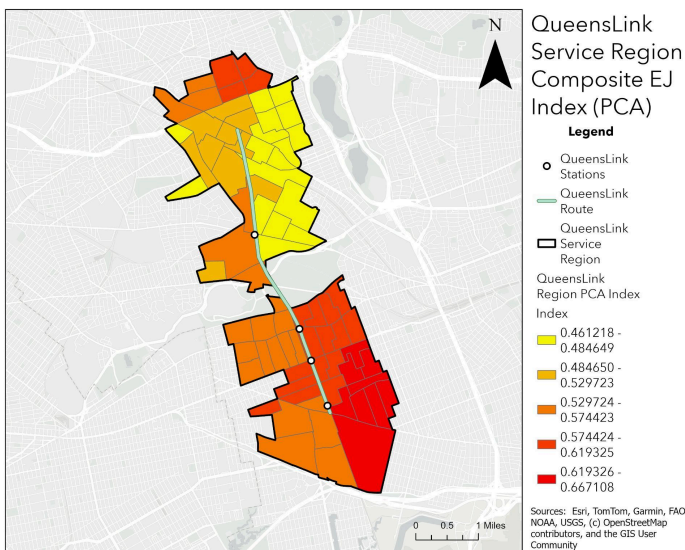 QueensLink
Service Region
Composite EJ
Index (PCA)
Legend
QueensLink
Stations
QueensLink
Route
QueensLink
Service
Region
QueensLink
Region PCA Index
Index
0.461218 -
0.484649
0.484650 -
0.529723
0.529724 -
0.574423
0.574424 -
0.619325
0.619326 -
0.667108
Sources: Esri, TomTom, Garmin, FAO
NOAA, USGS, (c) OpenStreetMap
contributors, and the GIS User
Community
N
0 0.5 1 Miles